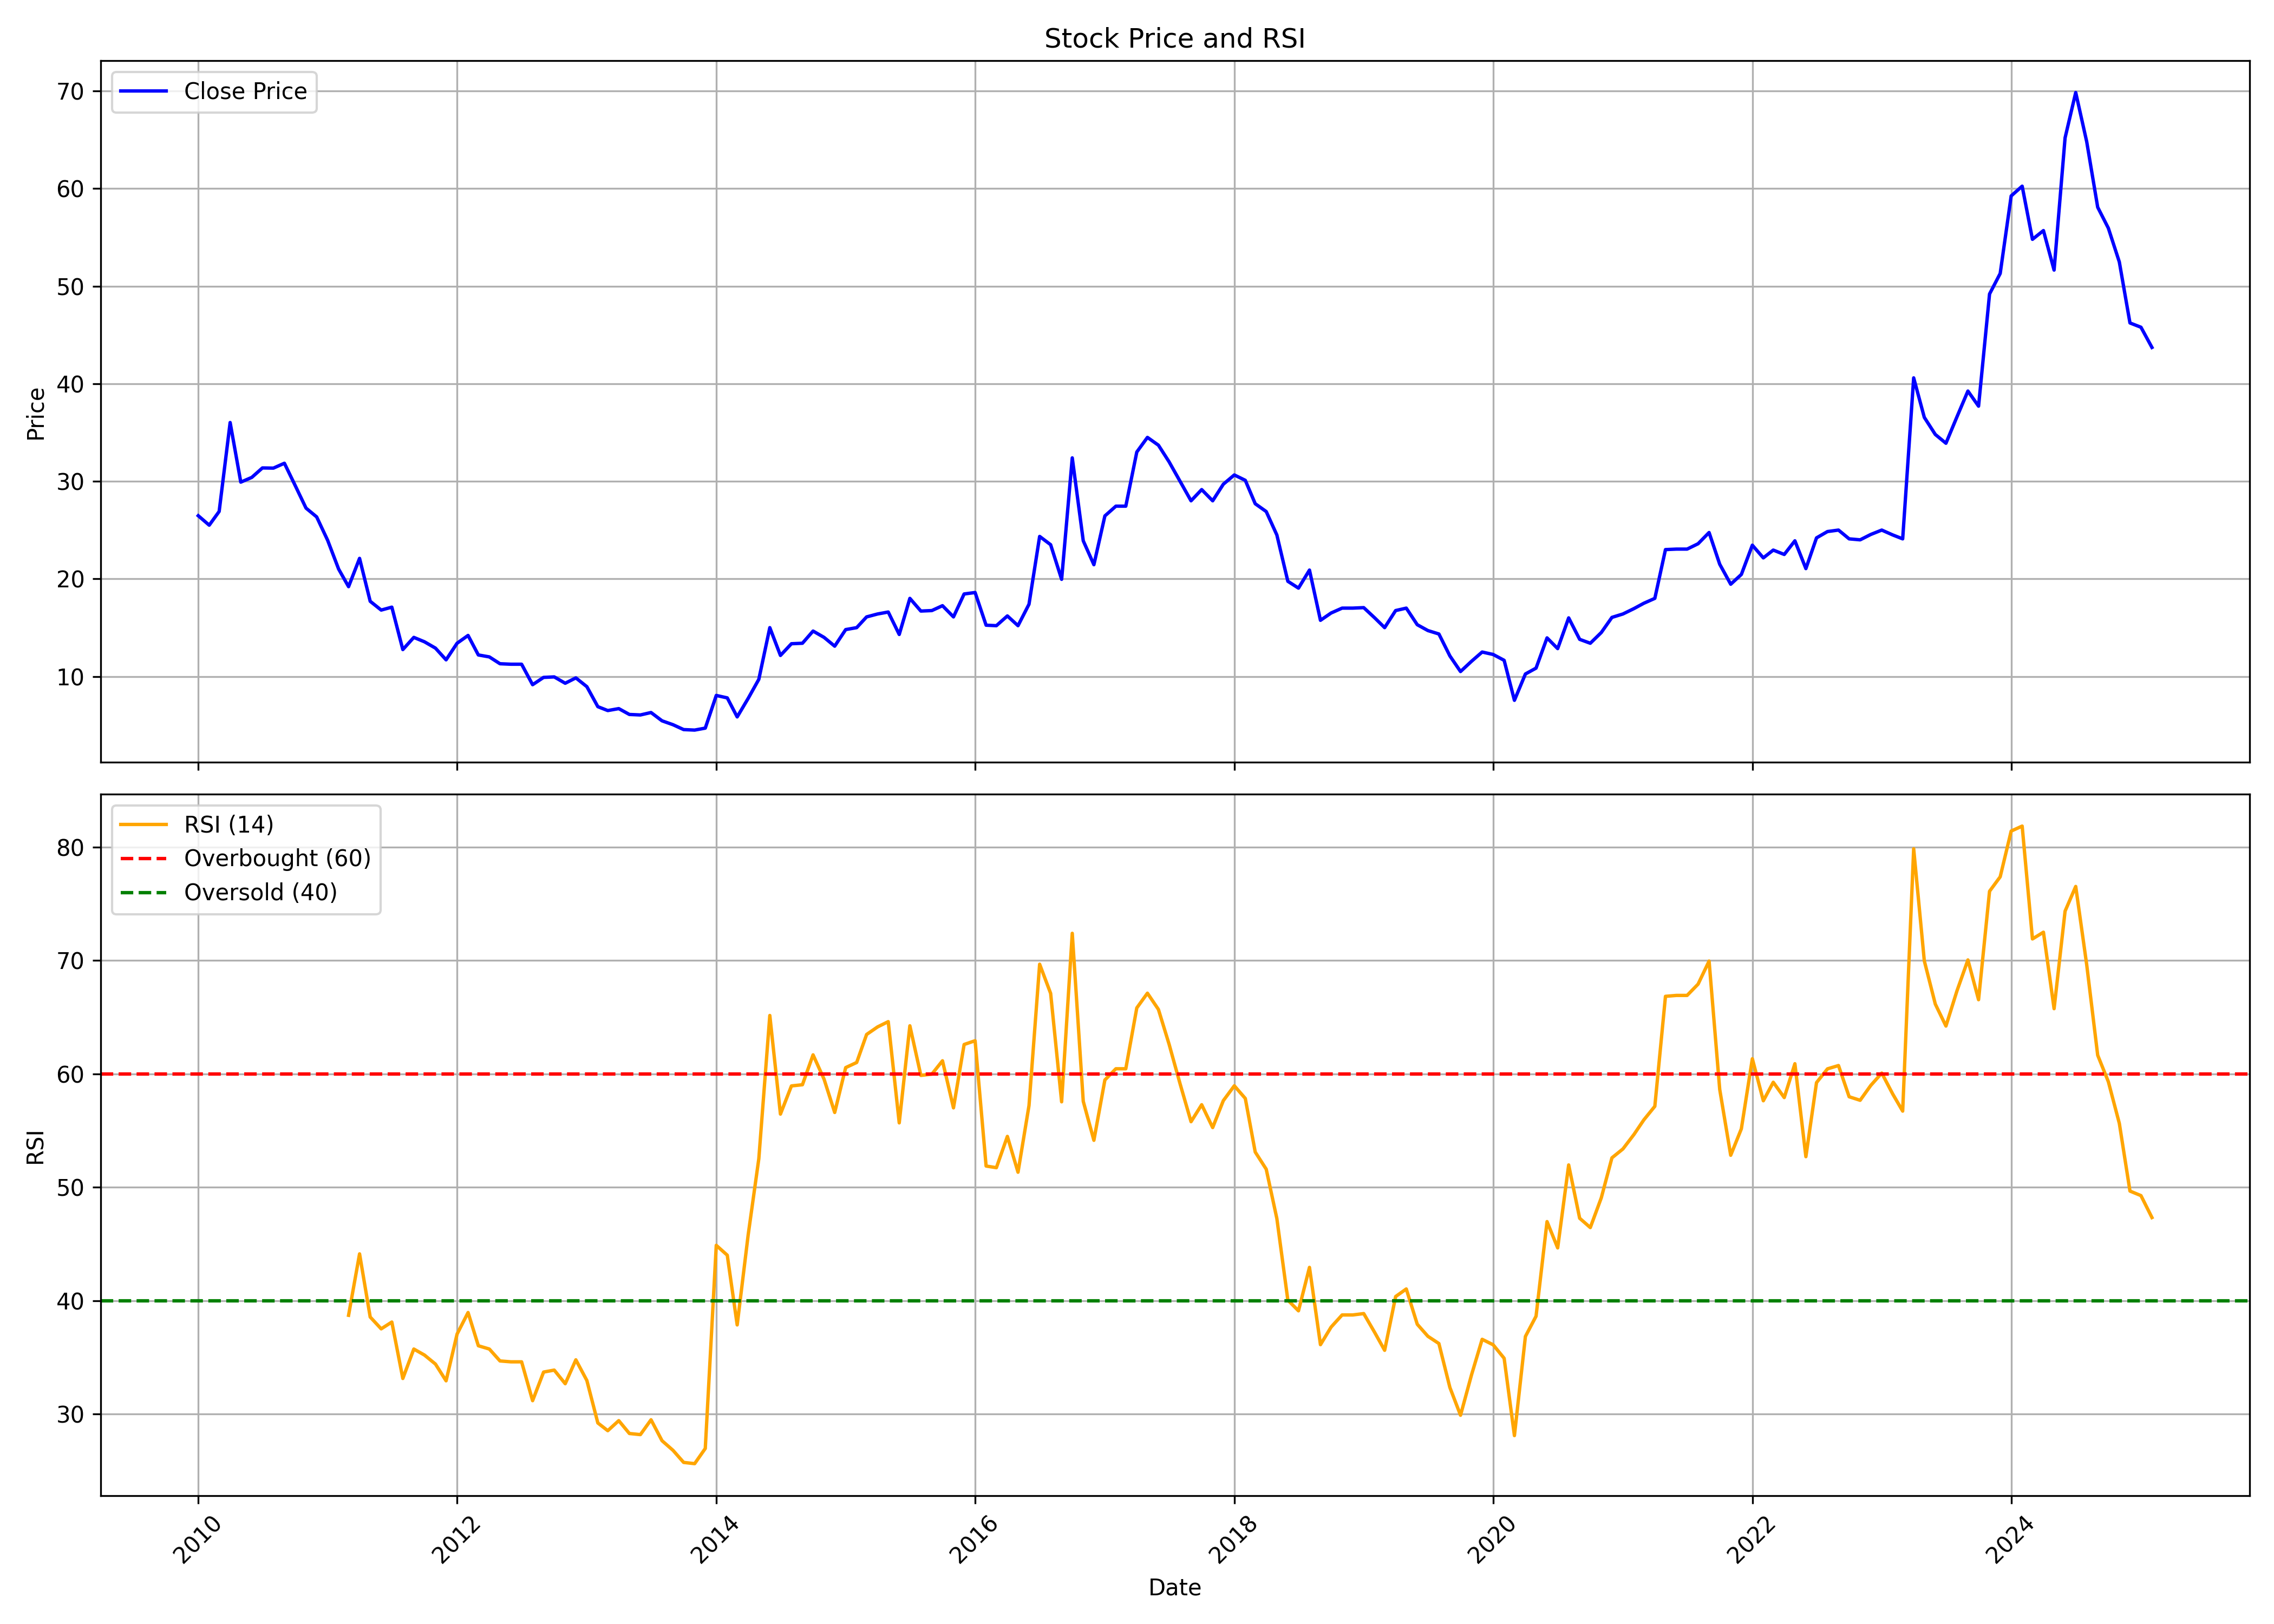 Stock Price and RSI
Close Price
70
60
50
40
30
20
10
Price
RSI (14)
Overbought (60)
Oversold (40)
80
70
60
50
40
30
RSI
2010
2012
2014
2016
2018
2020
2022
2024
Date